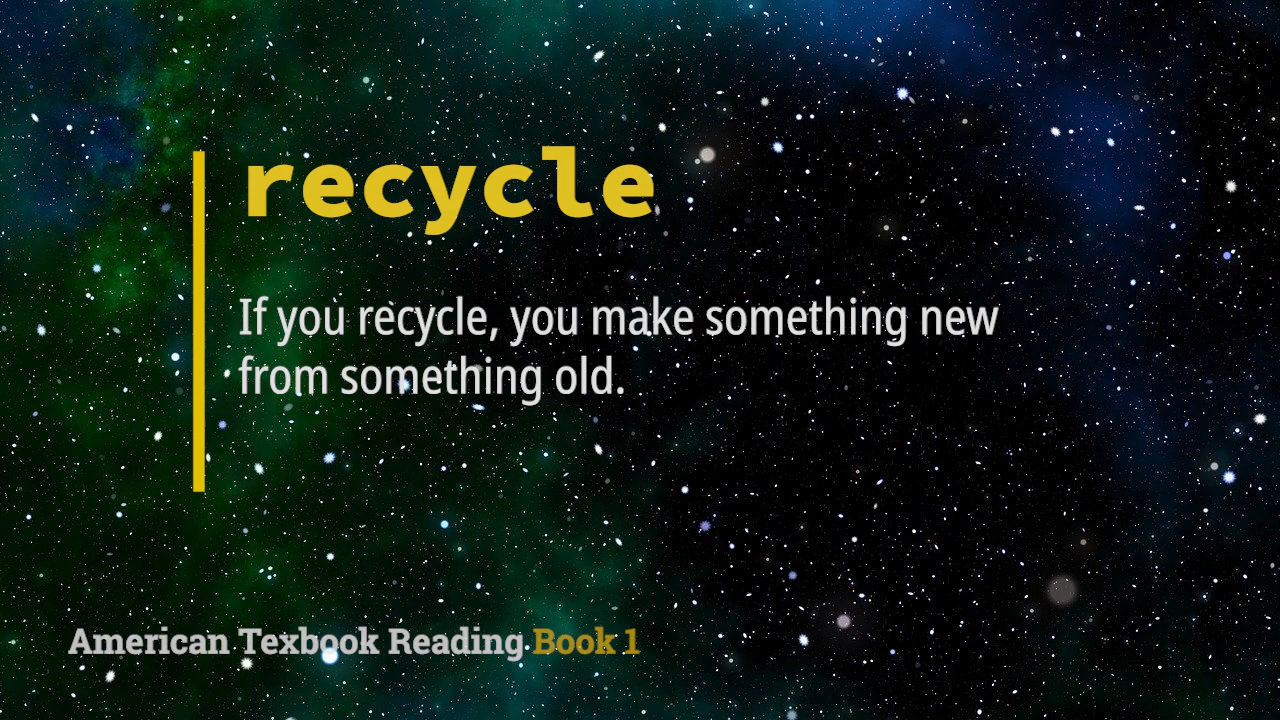 recycle
If you recycle, you make something new
from something old.
American Texbook Reading Book 1